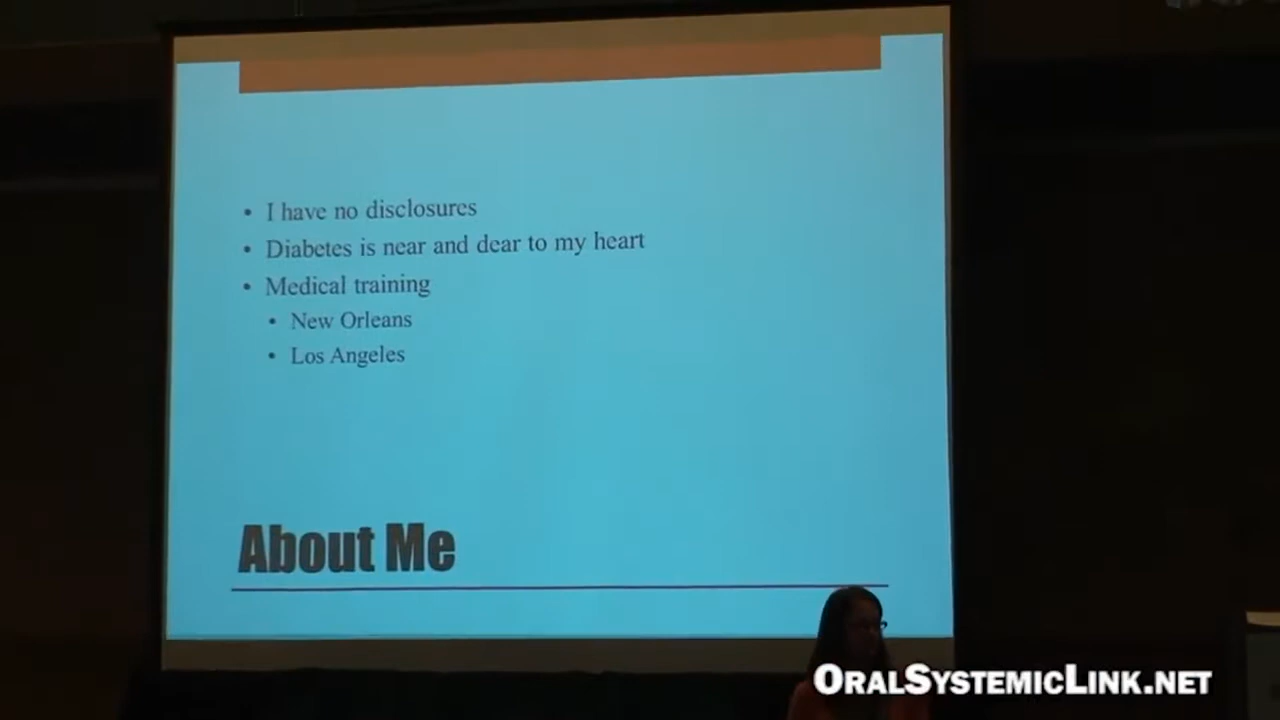 • I have no disclosures
• Diabetes is near and dear to my heart
• Medical training
• New Orleans
• Los Angeles
About Me
ORALSYSTEMICLINK.NET